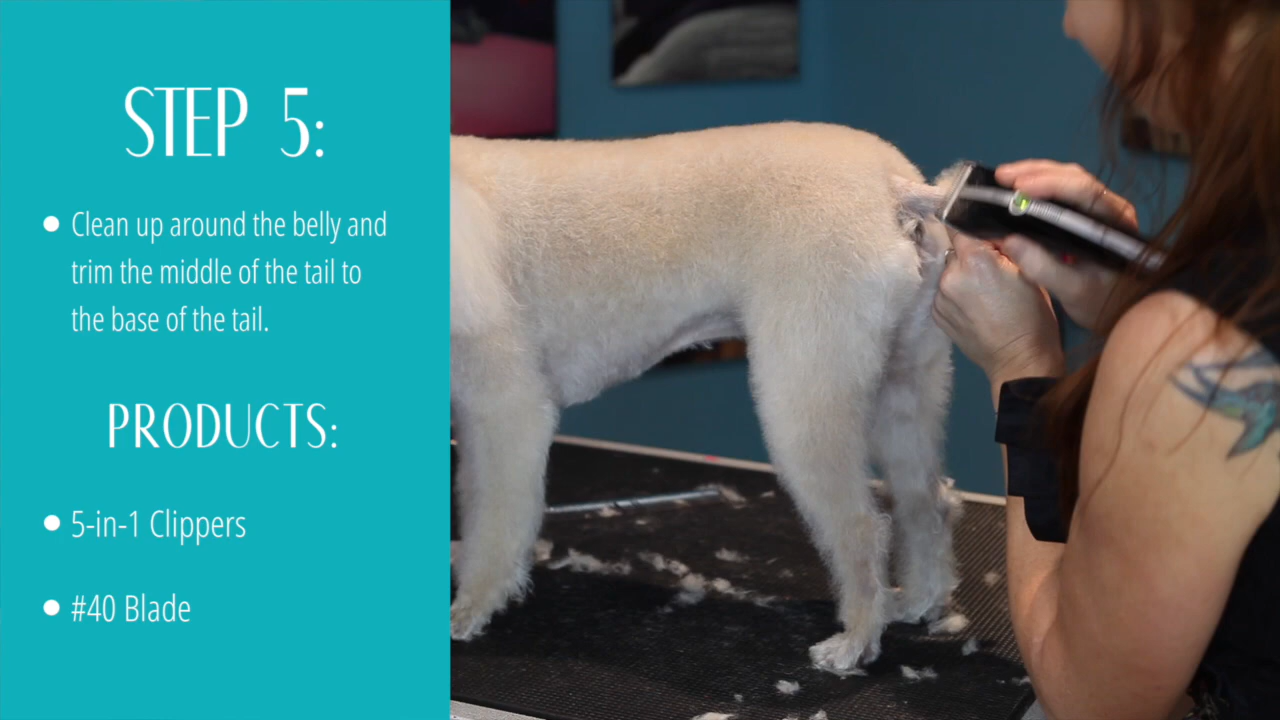 STEP 5:
● Clean up around the belly and
trim the middle of the tail to
the base of the tail.
PRODUCTS:
● 5-in-1 Clippers
● #40 Blade